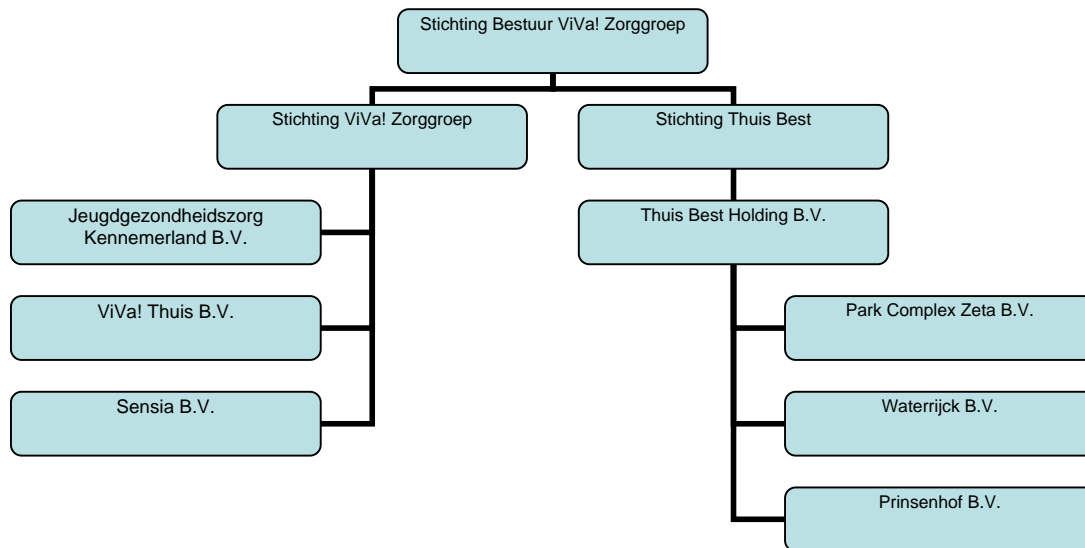 Stichting Bestuur ViVa! Zorggroep
Stichting ViVa! Zorggroep
Stichting Thuis Best
Jeugdgezondheidszorg
Kennemerland B.V.
Thuis Best Holding B.V.
ViVa! Thuis B.V.
Park Complex Zeta B.V.
Sensia B.V.
Waterrijck B.V.
Prinsenhof B.V.